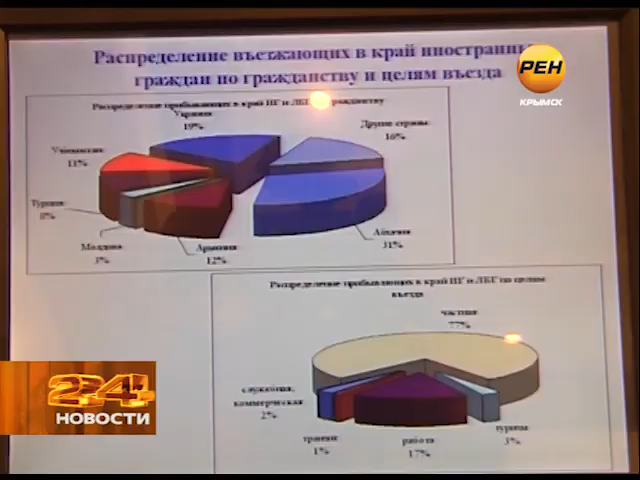 Распределение въезжающих в край иностранных
граждан по гражданству и целям въезда
РЕН
КРЫМСК
Распределение прибывающих в край ИГ и ЛБГ гражданству
Украина
19%
Другие страны
16%
Узбекистан
11%
Турция
8%
Молдова
3%
Армения
12%
Абхазия
31%
Распределение прибывающих в край ИГ и ЛБГ по целям
въезда
частная
77%
служебная,
коммерческая
2%
транзит
1%
работа
17%
туризм
3%
24
НОВОСТИ